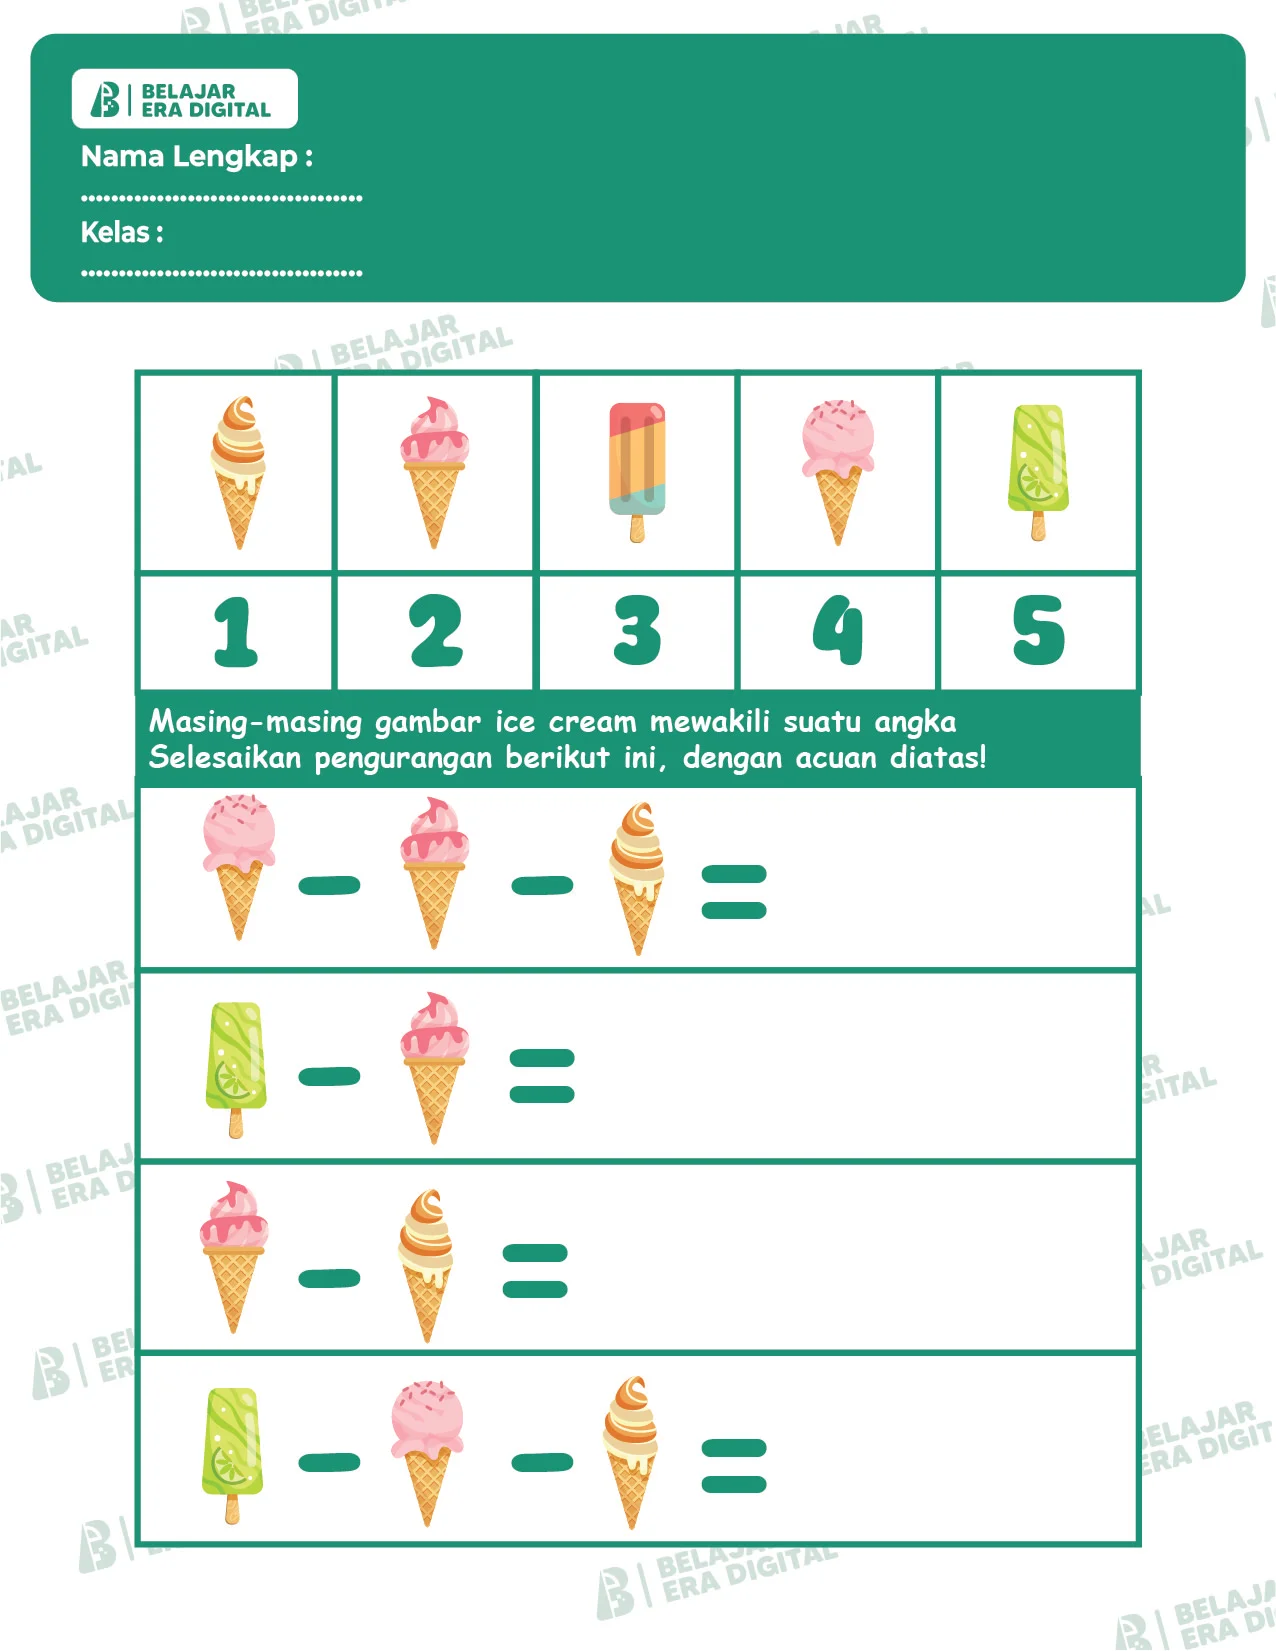 BELAJAR
ERA DIGITAL
Nama Lengkap :
.....................................
Kelas :
.....................................
1 2 3 4 5
Masing-masing gambar ice cream mewakili suatu angka
Selesaikan pengurangan berikut ini, dengan acuan diatas!
- - =
- =
- =
- - =
BELAJAR
ERA DIGITAL